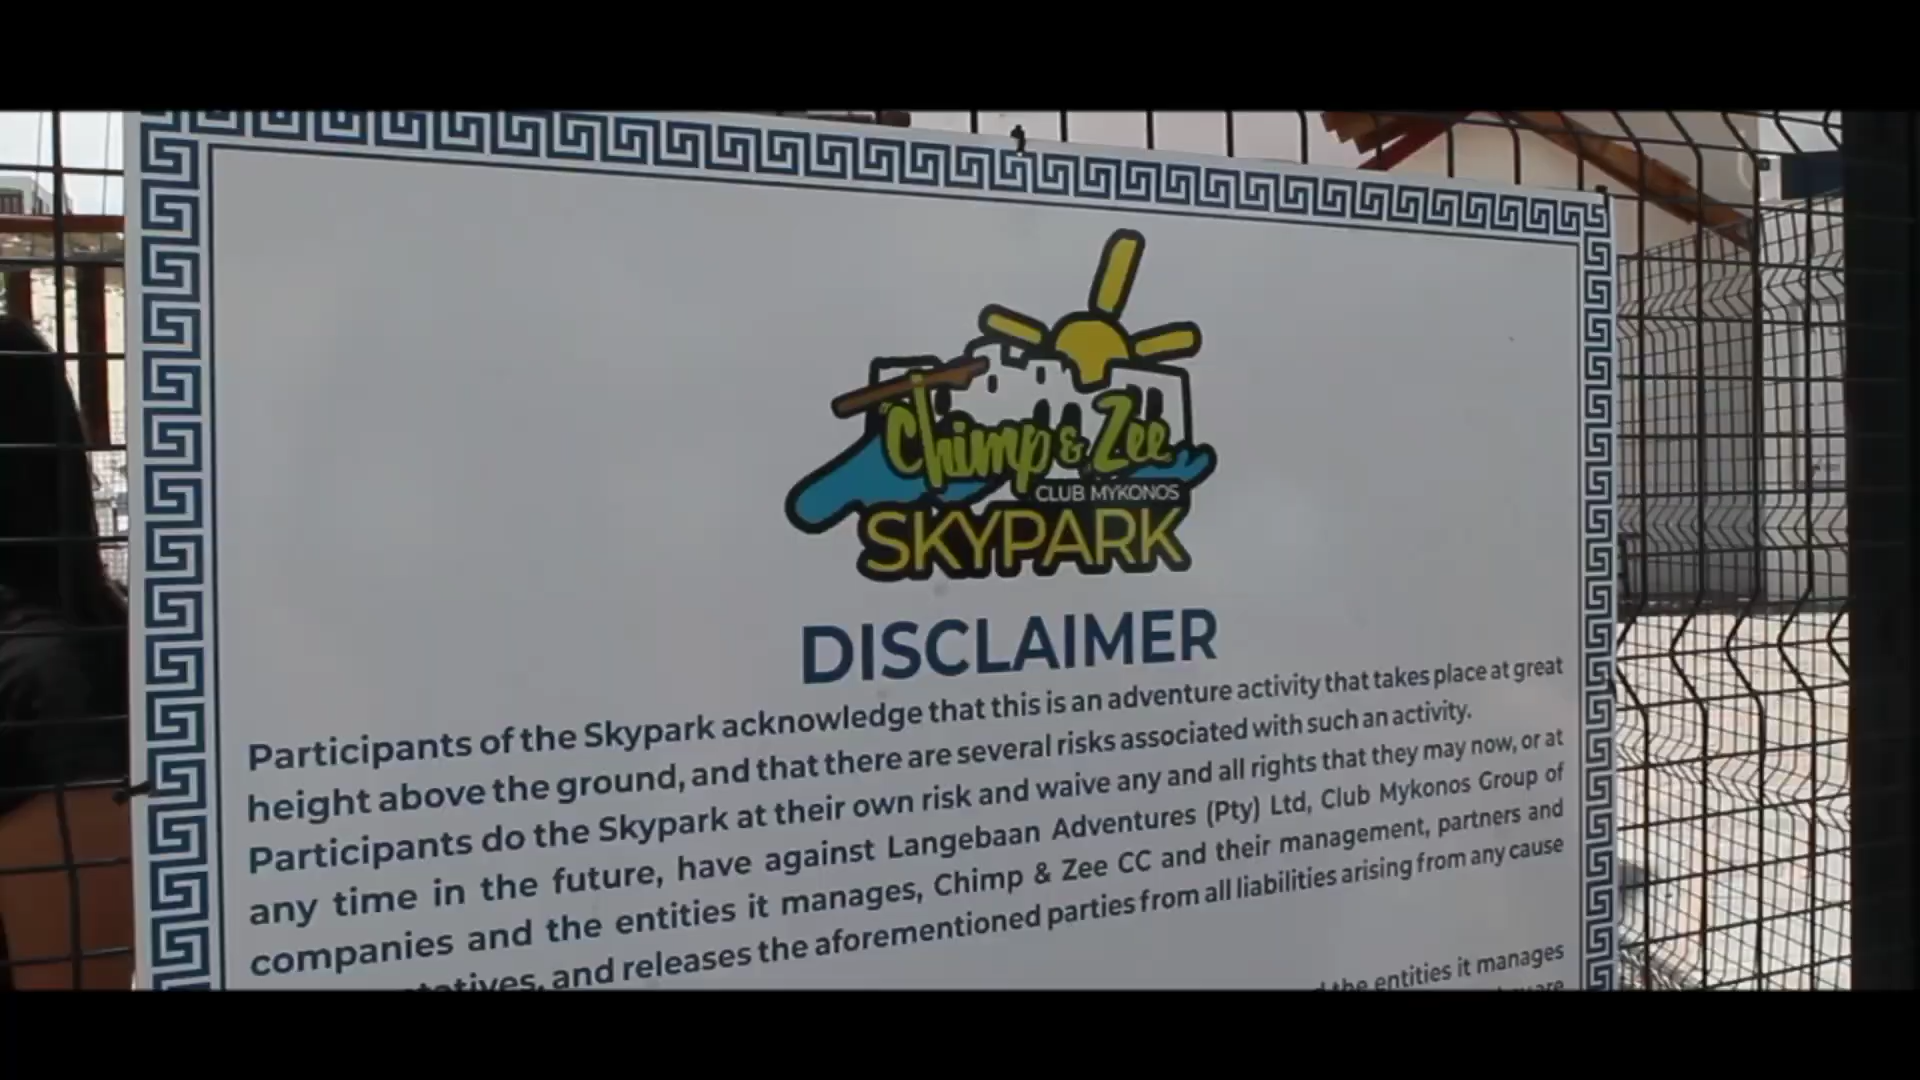 Chimp & Zee
CLUB MYKONOS
SKYPARK
DISCLAIMER
Participants of the Skypark acknowledge that this is an adventure activity that takes place at great
height above the ground, and that there are several risks associated with such an activity.
Participants do the Skypark at their own risk and waive any and all rights that they may now, or at
any time in the future, have against Langebaan Adventures (Pty) Ltd, Club Mykonos Group of
companies and the entities it manages, Chimp & Zee CC and their management, partners and
and releases the aforementioned parties from all liabilities arising from any cause
the entities it manages